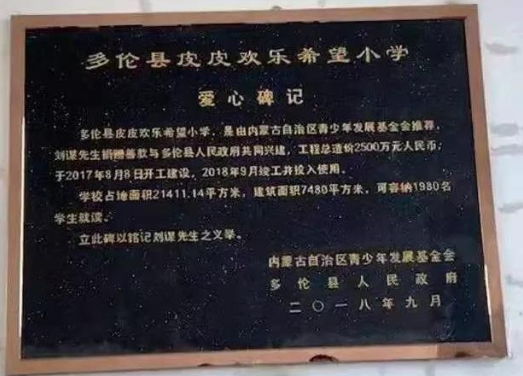 多伦县皮皮欢乐希望小学
爱心碑记
多伦县皮皮欢乐希望小学，是由内蒙古自治区青少年发展基金会推荐，
刘谋先生捐赠善款与多伦县人民政府共同兴建，工程总造价2500万元人民币；
于2017年8月8日开工建设，2018年9月竣工并投入使用。
学校占地面积21411.14平方米，建筑面积7480平方米，可容纳1980名
学生就读。
立此碑以铭记刘谋先生之义举。
内蒙古自治区青少年发展基金会
多伦县人民政府
二〇一八年九月